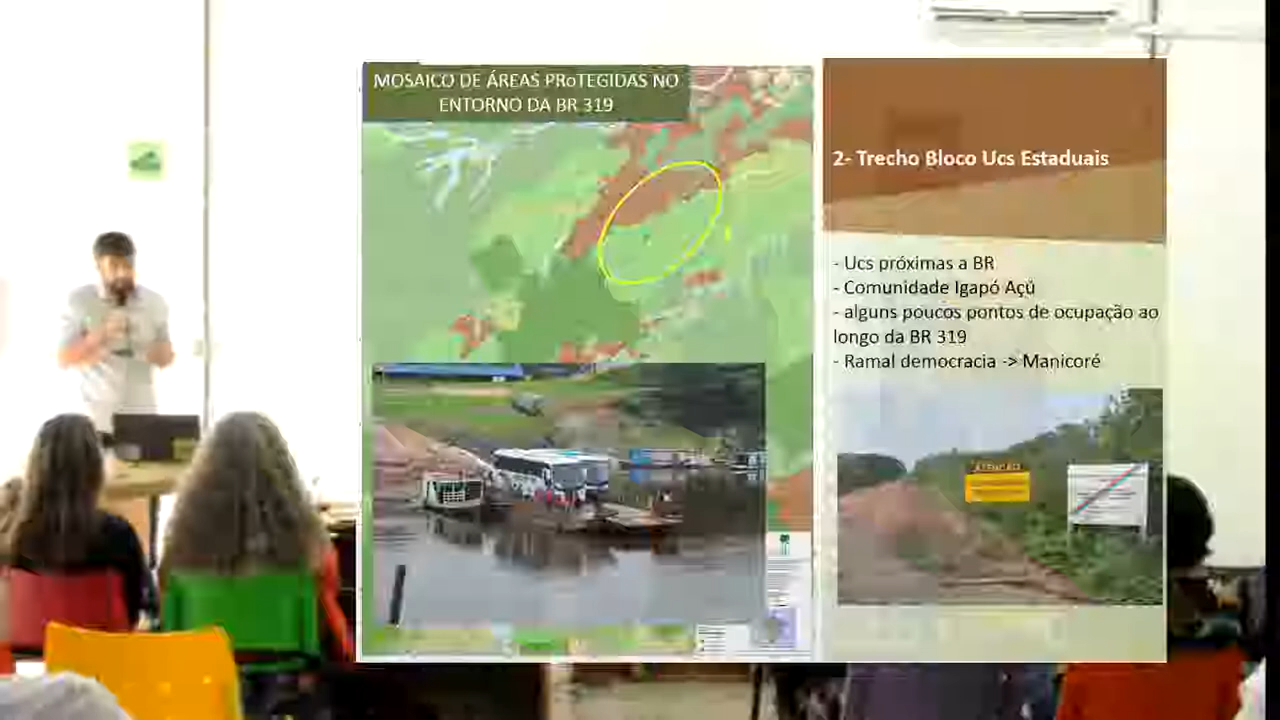 MOSAICO DE ÁREAS PRoTEGIDAS NO
ENTORNO DA BR 319
2- Trecho Bloco Ucs Estaduais
- Ucs próximas a BR
- Comunidade Igapó Açú
- alguns poucos pontos de ocupação ao
longo da BR 319
- Ramal democracia -> Manicoré
ATENÇÃO